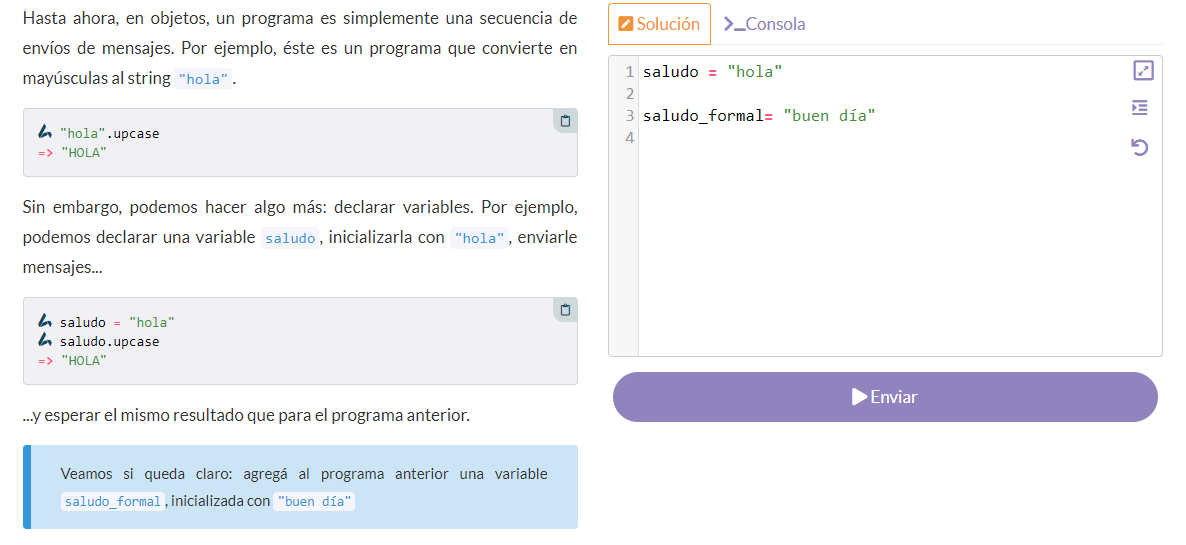 Hasta ahora, en objetos, un programa es simplemente una secuencia de
envíos de mensajes. Por ejemplo, éste es un programa que convierte en
mayúsculas al string "hola".
"hola".upcase
=> "HOLA"
Sin embargo, podemos hacer algo más: declarar variables. Por ejemplo,
podemos declarar una variable saludo, inicializarla con "hola", enviarle
mensajes...
saludo = "hola"
saludo.upcase
=> "HOLA"
...y esperar el mismo resultado que para el programa anterior.
Veamos si queda claro: agregá al programa anterior una variable
saludo_formal, inicializada con "buen día"
Solución
Consola
1 saludo = "hola"
2
3 saludo_formal= "buen día"
4
Enviar